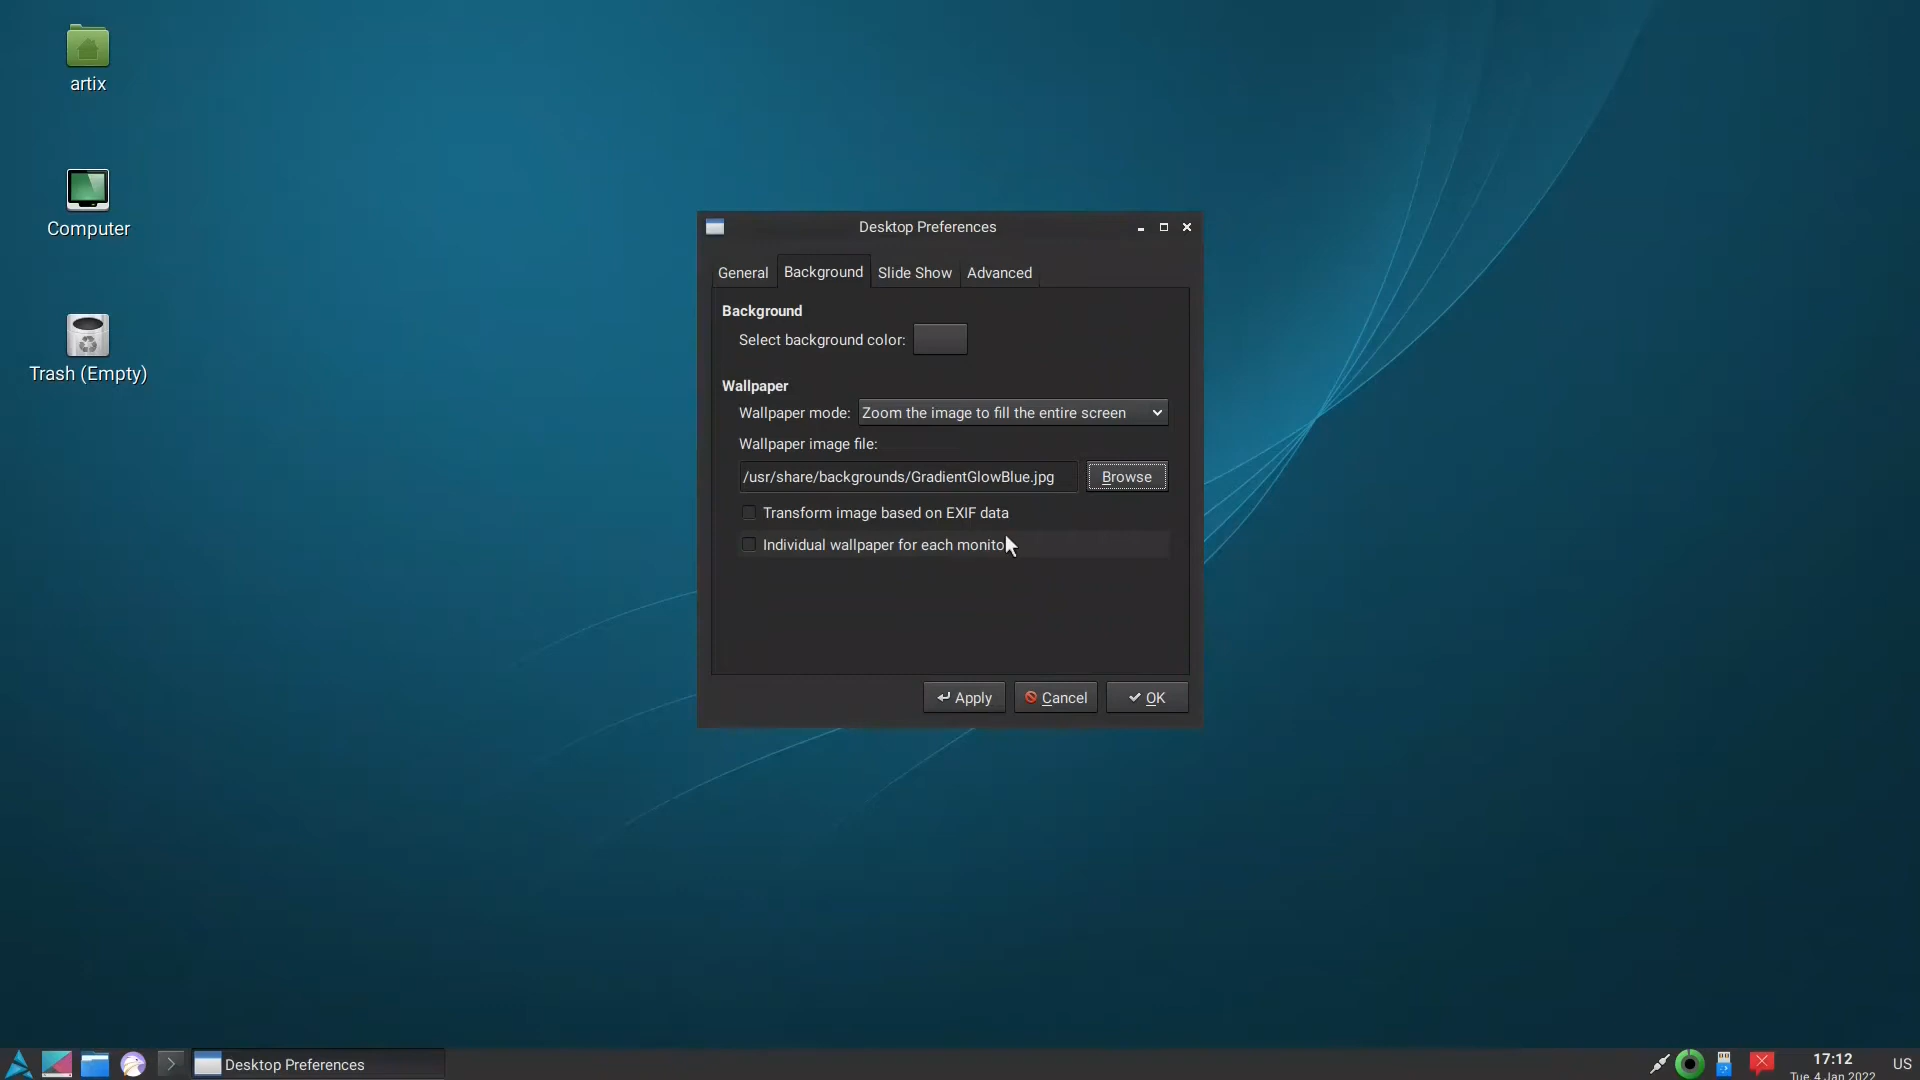 artix
Computer
Trash (Empty)
Desktop Preferences
General Background Slide Show Advanced
Background
Select background color:
Wallpaper
Wallpaper mode: Zoom the image to fill the entire screen
Wallpaper image file:
/usr/share/backgrounds/GradientGlowBlue.jpg Browse
Transform image based on EXIF data
Individual wallpaper for each monito
Apply Cancel OK
Desktop Preferences
17:12
Tue 4 Jan 2022
US